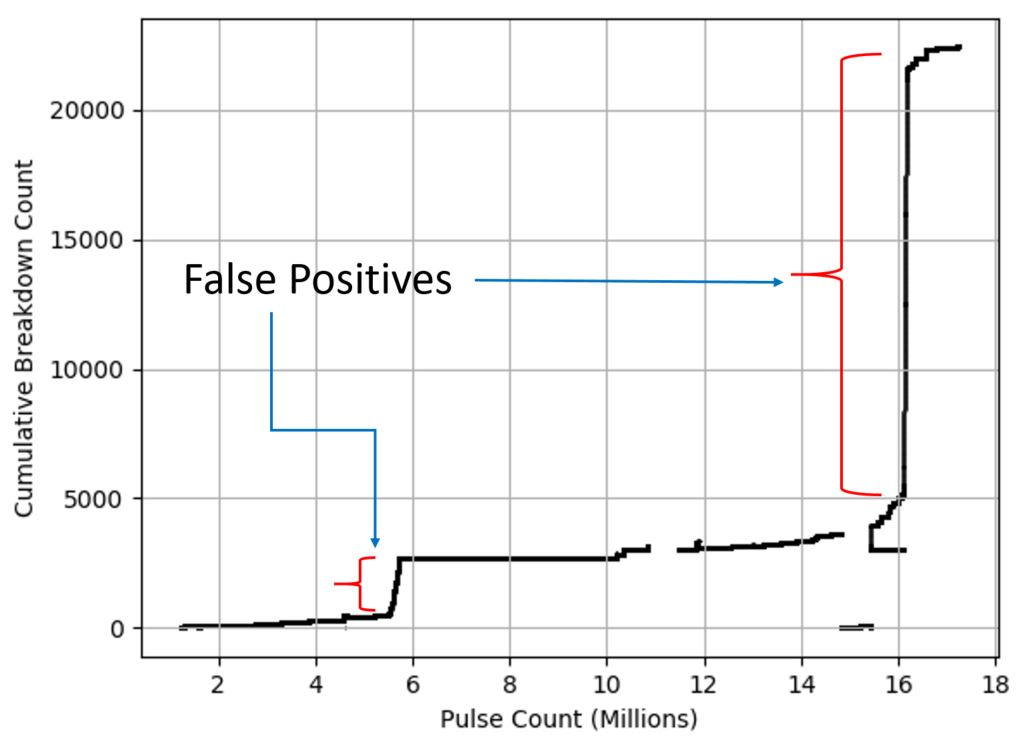 20000
15000
10000
5000
0
Cumulative Breakdown Count
False Positives
2 4 6 8 10 12 14 16 18
Pulse Count (Millions)